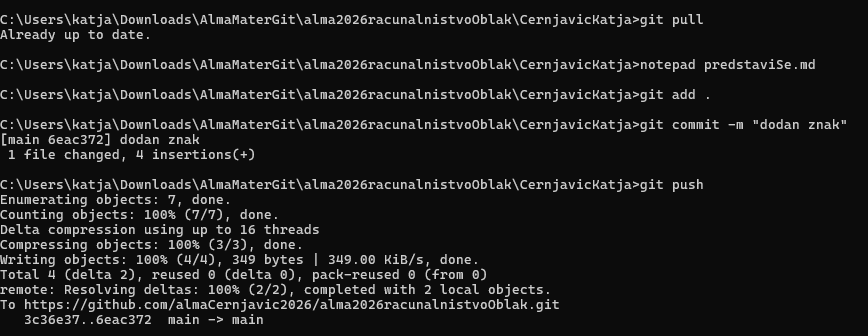 C:\Users\katja\Downloads\AlmaMaterGit\alma2026racunalnistvoOblak\CernjavicKatja>git pull
Already up to date.
C:\Users\katja\Downloads\AlmaMaterGit\alma2026racunalnistvoOblak\CernjavicKatja>notepad predstaviSe.md
C:\Users\katja\Downloads\AlmaMaterGit\alma2026racunalnistvoOblak\CernjavicKatja>git add .
C:\Users\katja\Downloads\AlmaMaterGit\alma2026racunalnistvoOblak\CernjavicKatja>git commit -m "dodan znak"
[main 6eac372] dodan znak
 1 file changed, 4 insertions(+)
C:\Users\katja\Downloads\AlmaMaterGit\alma2026racunalnistvoOblak\CernjavicKatja>git push
Enumerating objects: 7, done.
Counting objects: 100% (7/7), done.
Delta compression using up to 16 threads
Compressing objects: 100% (3/3), done.
Writing objects: 100% (4/4), 349 bytes | 349.00 KiB/s, done.
Total 4 (delta 2), reused 0 (delta 0), pack-reused 0 (from 0)
remote: Resolving deltas: 100% (2/2), completed with 2 local objects.
To https://github.com/almaCernjavic2026/alma2026racunalnistvoOblak.git
   3c36e37..6eac372  main -> main